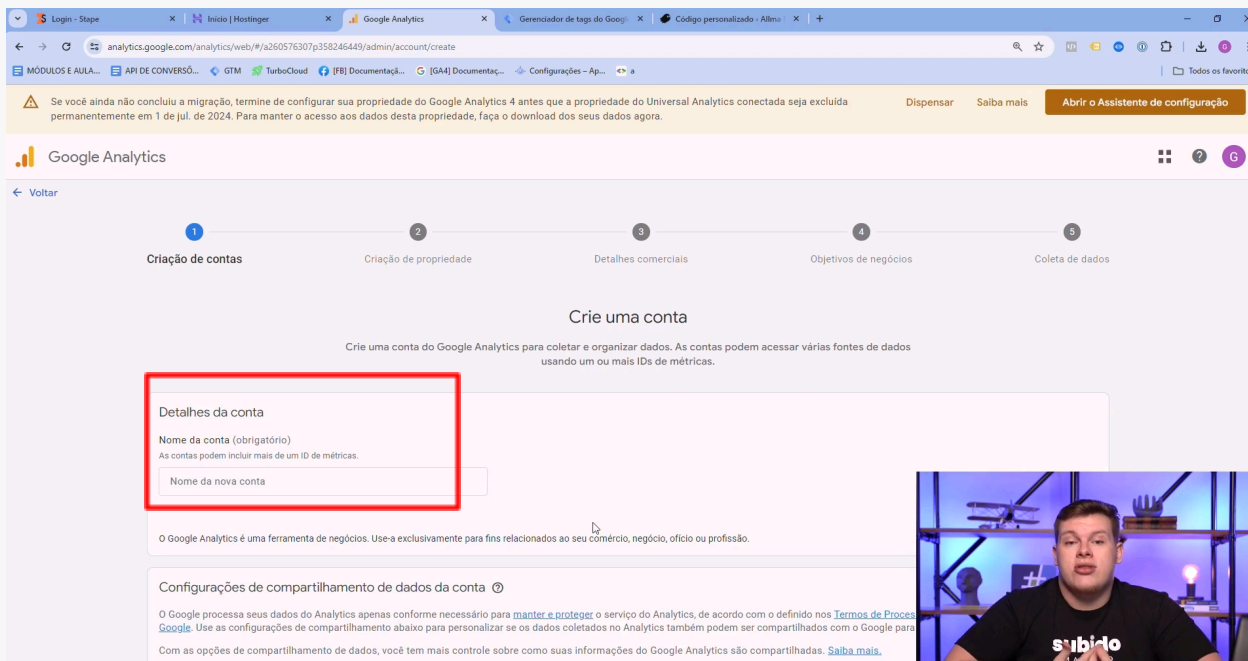 Login - Stape
Início | Hostinger
Google Analytics
Gerenciador de tags do Googl
Código personalizado ‹ Allma
analytics.google.com/analytics/web/#/a260576307p358246449/admin/account/create
G
MÓDULOS E AULA...
API DE CONVERSÕ...
GTM
TurboCloud
[FB] Documentaçã...
[GA4] Documentaç...
Configurações – Ap...
a
Todos os favorito
Se você ainda não concluiu a migração, termine de configurar sua propriedade do Google Analytics 4 antes que a propriedade do Universal Analytics conectada seja excluída
permanentemente em 1 de jul. de 2024. Para manter o acesso aos dados desta propriedade, faça o download dos seus dados agora.
Dispensar
Saiba mais
Abrir o Assistente de configuração
Google Analytics
G
Voltar
1
2
3
4
5
Criação de contas
Criação de propriedade
Detalhes comerciais
Objetivos de negócios
Coleta de dados
Crie uma conta
Crie uma conta do Google Analytics para coletar e organizar dados. As contas podem acessar várias fontes de dados
usando um ou mais IDs de métricas.
Detalhes da conta
Nome da conta (obrigatório)
As contas podem incluir mais de um ID de métricas.
Nome da nova conta
O Google Analytics é uma ferramenta de negócios. Use-a exclusivamente para fins relacionados ao seu comércio, negócio, ofício ou profissão.
Configurações de compartilhamento de dados da conta
O Google processa seus dados do Analytics apenas conforme necessário para manter e proteger o serviço do Analytics, de acordo com o definido nos Termos de Proces
Google. Use as configurações de compartilhamento abaixo para personalizar se os dados coletados no Analytics também podem ser compartilhados com o Google para
Com as opções de compartilhamento de dados, você tem mais controle sobre como suas informações do Google Analytics são compartilhadas. Saiba mais.
#
subido